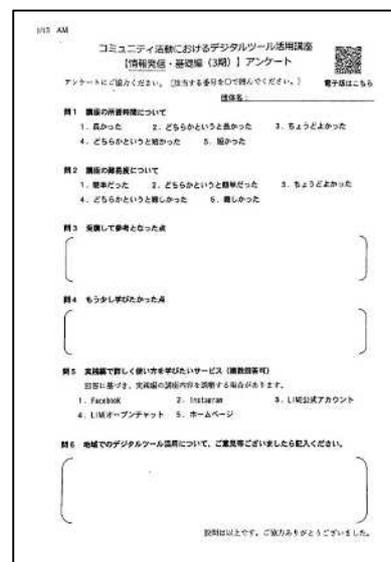 1/15 AM
コミュニティ活動におけるデジタルツール活用講座
【情報発信・基礎編(3期)】アンケート
アンケートにご協力ください。(該当する番号を○で囲んでください。)
電子版はこちら
団体名:
問1 講座の所要時間について
1. 長かった 2. どちらかというと長かった 3. ちょうどよかった
4. どちらかというと短かった 5. 短かった
問2 講座の難易度について
1. 簡単だった 2. どちらかというと簡単だった 3. ちょうどよかった
4. どちらかというと難しかった 5. 難しかった
問3 受講して参考となった点
問4 もう少し学びたかった点
問5 実践編で詳しく使い方を学びたいサービス(複数回答可)
回答に基づき、実践編の講座内容を調整する場合があります。
1. Facebook 2. Instagram 3. LINE公式アカウント
4. LINEオープンチャット 5. ホームページ
問6 地域でのデジタルツール活用について、ご意見等ございましたら記入ください。
設問は以上です。ご協力ありがとうございました。